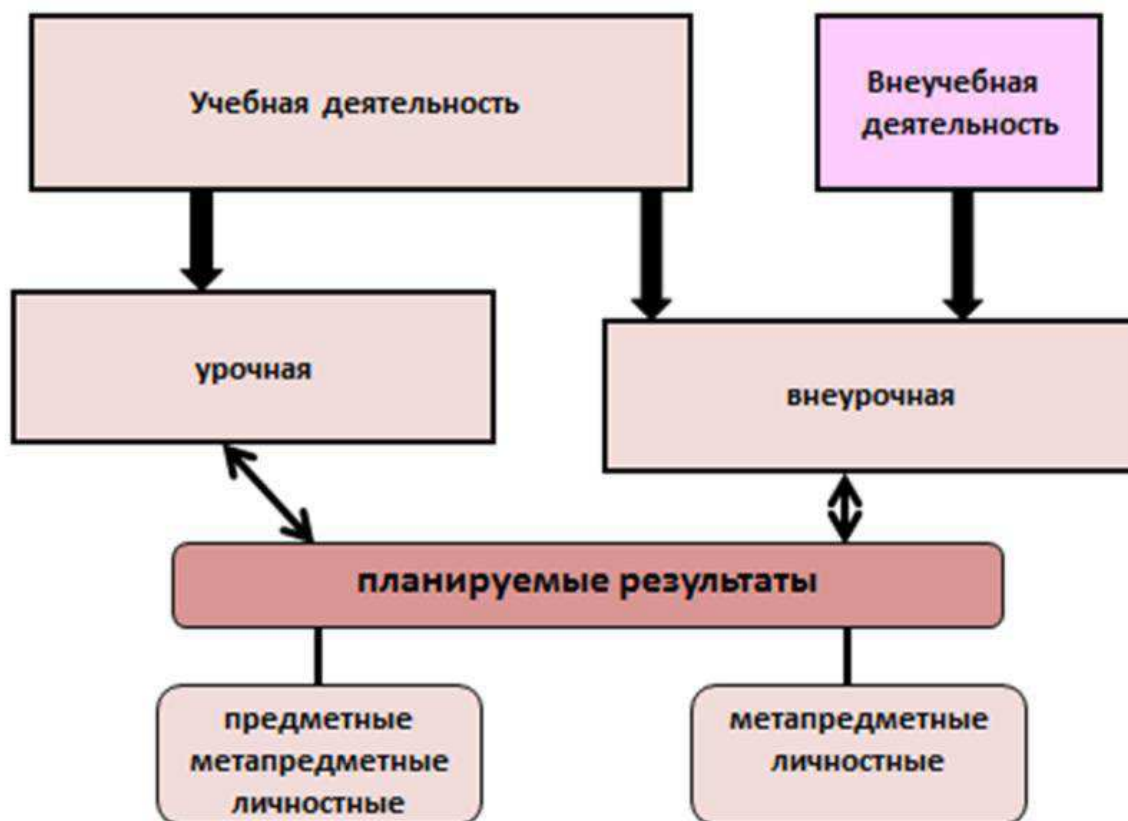 Учебная деятельность
Внеучебная
деятельность
урочная
внеурочная
планируемые результаты
предметные
метапредметные
личностные
метапредметные
личностные